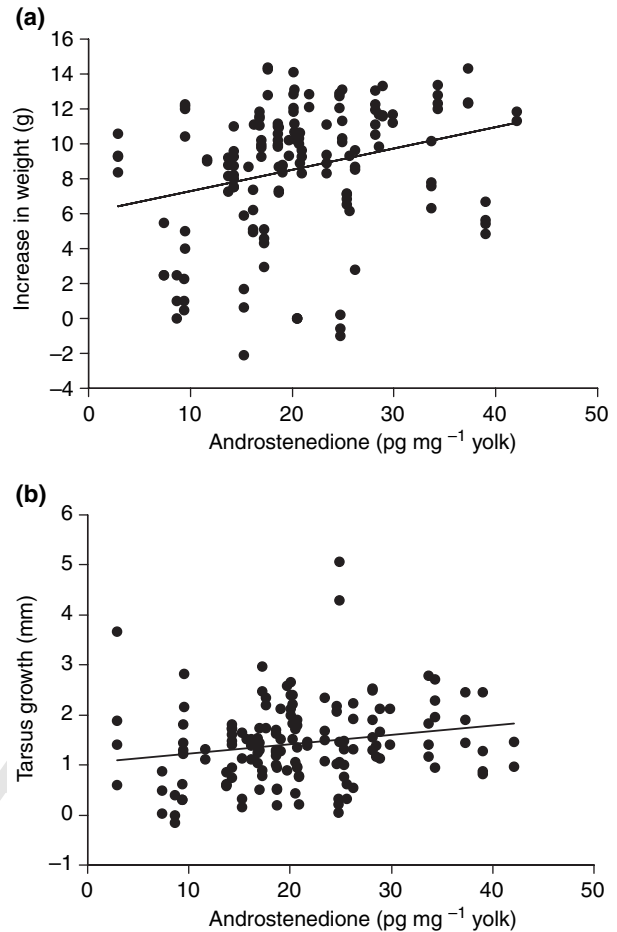 (a)
16
14
12
10
8
6
4
2
0
–2
–4
Increase in weight (g)
0 10 20 30 40 50
Androstenedione (pg mg –1 yolk)
(b)
6
5
4
3
2
1
0
–1
Tarsus growth (mm)
0 10 20 30 40 50
Androstenedione (pg mg –1 yolk)